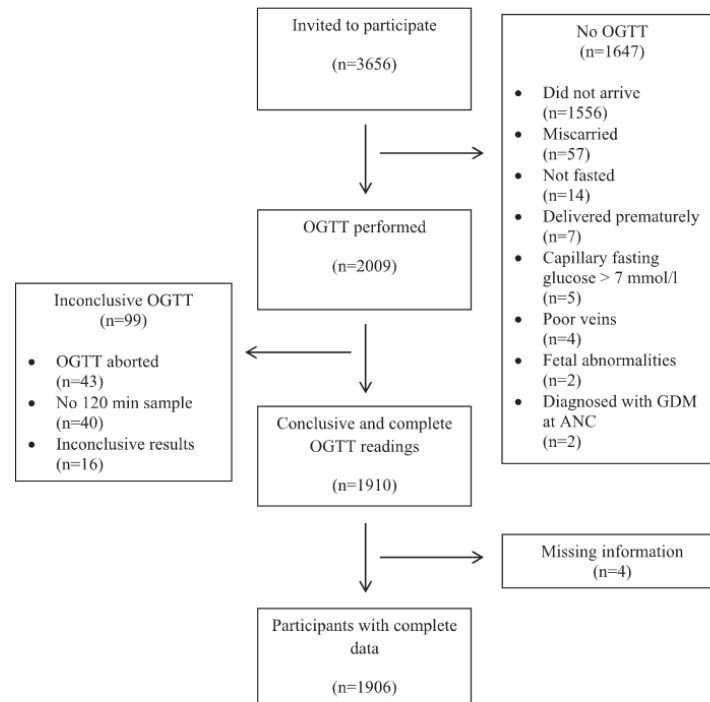 Invited to participate
(n=3656)
No OGTT
(n=1647)
• Did not arrive
(n=1556)
• Miscarried
(n=57)
• Not fasted
(n=14)
• Delivered prematurely
(n=7)
• Capillary fasting
glucose > 7 mmol/l
(n=5)
• Poor veins
(n=4)
• Fetal abnormalities
(n=2)
• Diagnosed with GDM
at ANC
(n=2)
OGTT performed
(n=2009)
Inconclusive OGTT
(n=99)
• OGTT aborted
(n=43)
• No 120 min sample
(n=40)
• Inconclusive results
(n=16)
Conclusive and complete
OGTT readings
(n=1910)
Missing information
(n=4)
Participants with complete
data
(n=1906)